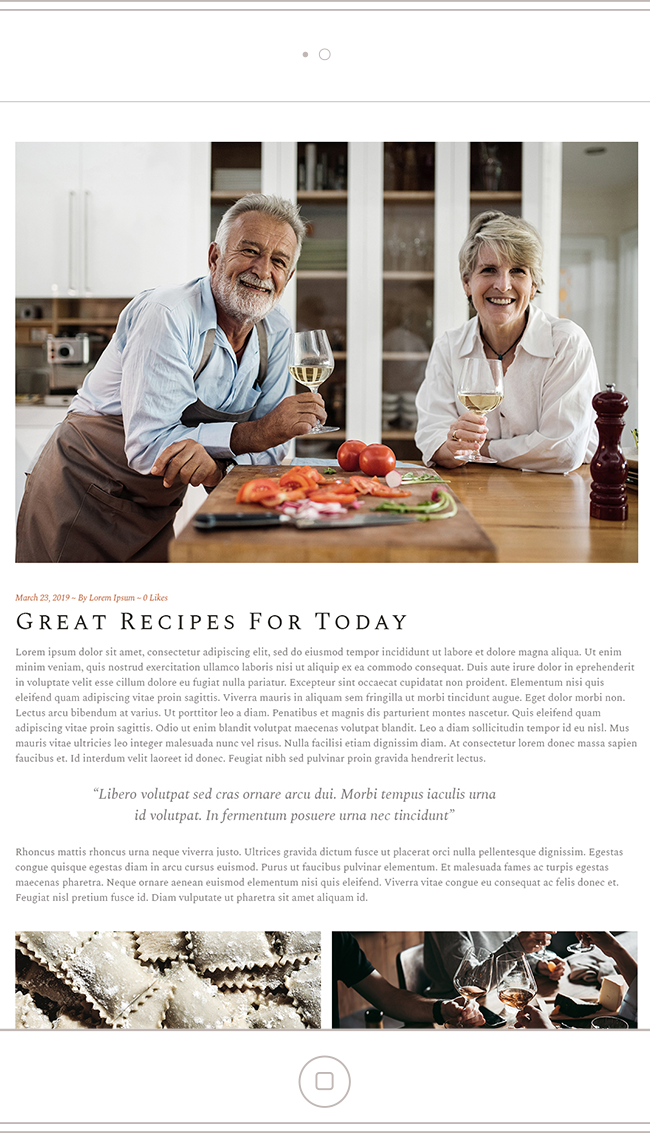 March 23, 2019 ~ By Lorem Ipsum ~ 0 Likes
Great Recipes For Today
Lorem ipsum dolor sit amet, consectetur adipiscing elit, sed do eiusmod tempor incididunt ut labore et dolore magna aliqua. Ut enim
minim veniam, quis nostrud exercitation ullamco laboris nisi ut aliquip ex ea commodo consequat. Duis aute irure dolor in eprehenderit
in voluptate velit esse cillum dolore eu fugiat nulla pariatur. Excepteur sint occaecat cupidatat non proident. Elementum nisi quis
eleifend quam adipiscing vitae proin sagittis. Viverra mauris in aliquam sem fringilla ut morbi tincidunt augue. Eget dolor morbi non.
Lectus arcu bibendum at varius. Ut porttitor leo a diam. Penatibus et magnis dis parturient montes nascetur. Quis eleifend quam
adipiscing vitae proin sagittis. Odio ut enim blandit volutpat maecenas volutpat blandit. Leo a diam sollicitudin tempor id eu nisl. Mus
mauris vitae ultricies leo integer malesuada nunc vel risus. Nulla facilisi etiam dignissim diam. At consectetur lorem donec massa sapien
faucibus et. Id interdum velit laoreet id donec. Feugiat nibh sed pulvinar proin gravida hendrerit lectus.
“Libero volutpat sed cras ornare arcu dui. Morbi tempus iaculis urna
id volutpat. In fermentum posuere urna nec tincidunt”
Rhoncus mattis rhoncus urna neque viverra justo. Ultrices gravida dictum fusce ut placerat orci nulla pellentesque dignissim. Egestas
congue quisque egestas diam in arcu cursus euismod. Purus ut faucibus pulvinar elementum. Et malesuada fames ac turpis egestas
maecenas pharetra. Neque ornare aenean euismod elementum nisi quis eleifend. Viverra vitae congue eu consequat ac felis donec et.
Feugiat nisl pretium fusce id. Diam vulputate ut pharetra sit amet aliquam id.